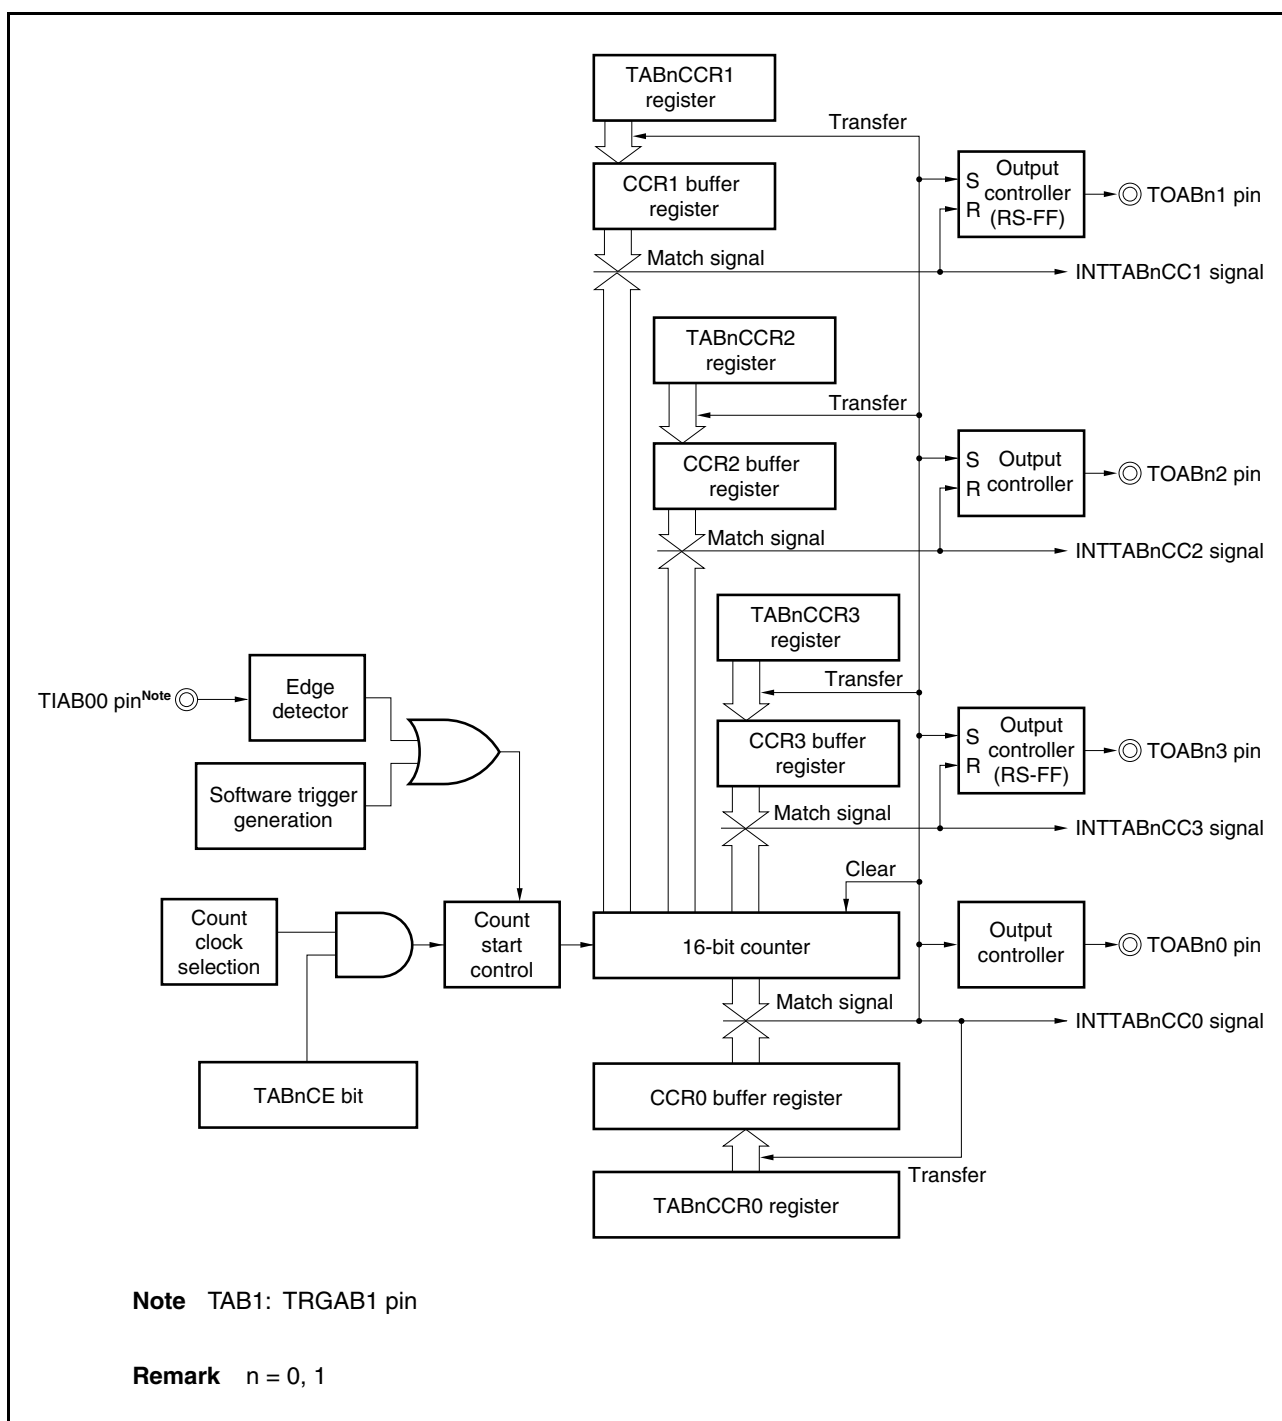 TABnCCR1
register
Transfer
CCR1 buffer
register
S
R
Output
controller
(RS-FF)
TOABn1 pin
Match signal
INTTABnCC1 signal
TABnCCR2
register
Transfer
CCR2 buffer
register
S
R
Output
controller
TOABn2 pin
Match signal
INTTABnCC2 signal
TABnCCR3
register
Transfer
TIAB00 pinNote
Edge
detector
CCR3 buffer
register
S
R
Output
controller
(RS-FF)
TOABn3 pin
Software trigger
generation
Match signal
INTTABnCC3 signal
Clear
Count
clock
selection
Count
start
control
16-bit counter
Output
controller
TOABn0 pin
Match signal
INTTABnCC0 signal
TABnCE bit
CCR0 buffer register
Transfer
TABnCCR0 register
Note TAB1: TRGAB1 pin
Remark n = 0, 1